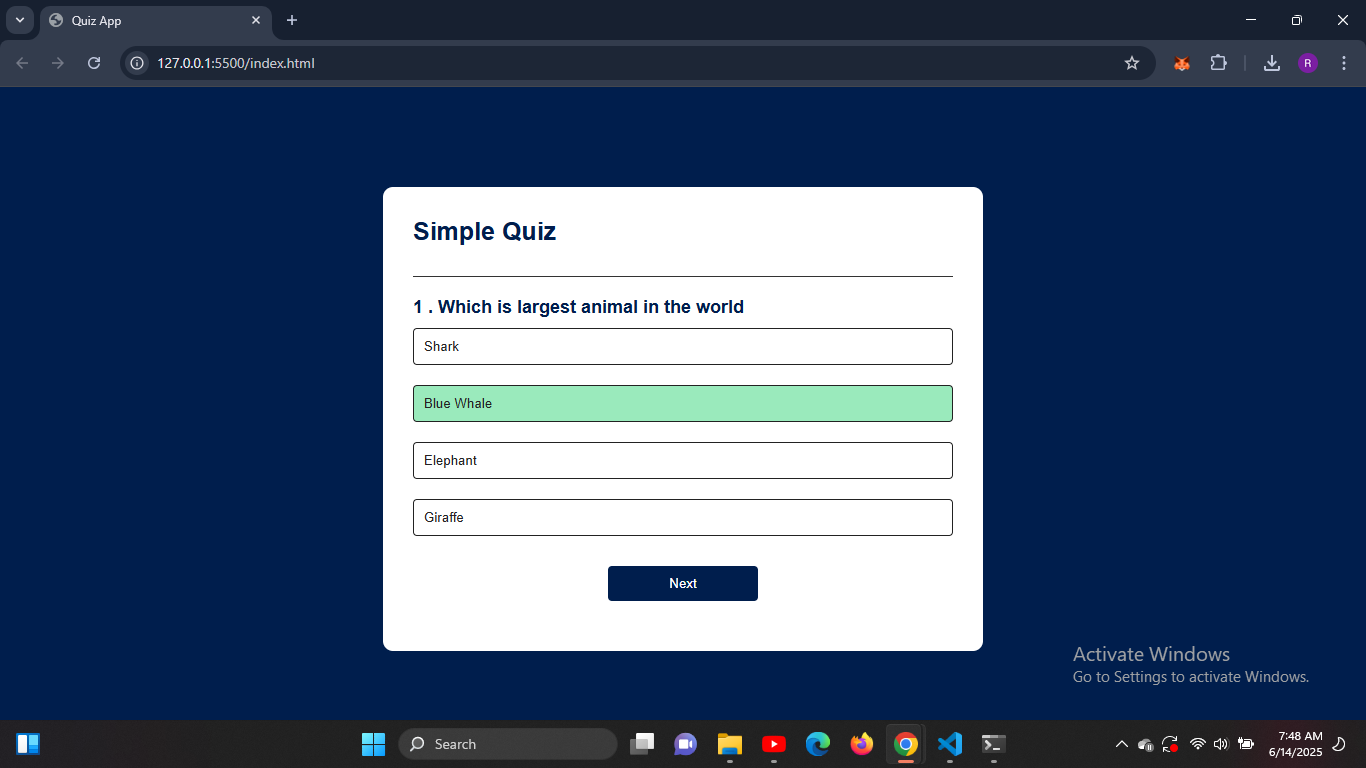 Quiz App
127.0.0.1:5500/index.html
R
Simple Quiz
1 . Which is largest animal in the world
Shark
Blue Whale
Elephant
Giraffe
Next
Activate Windows
Go to Settings to activate Windows.
Search
7:48 AM
6/14/2025